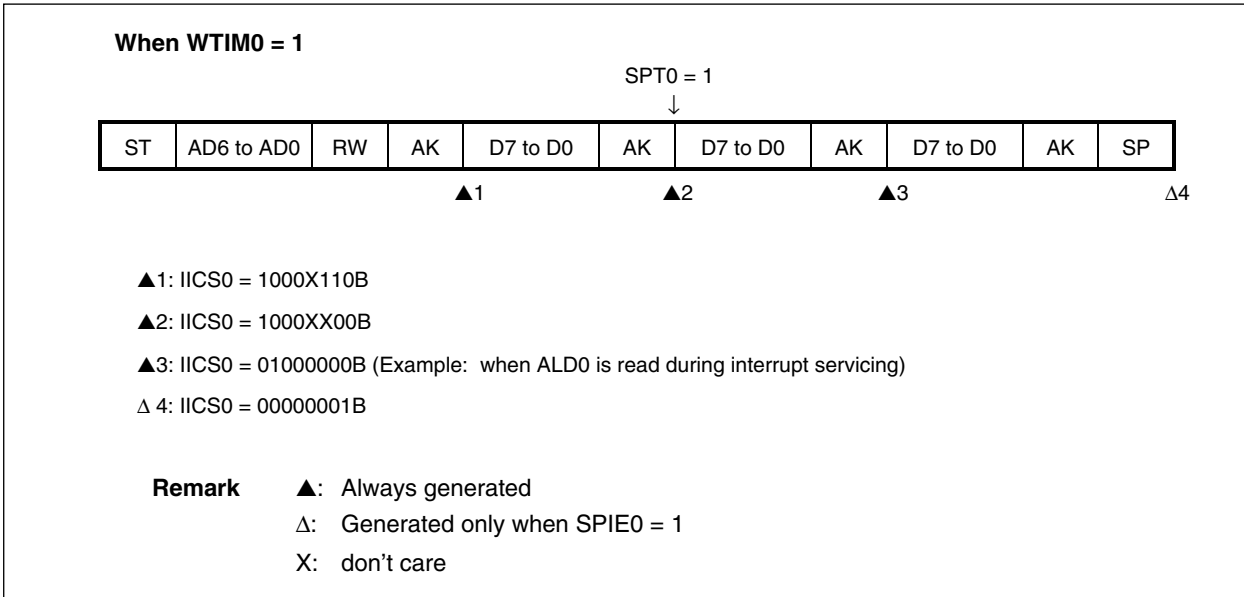 When WTIM0 = 1
SPT0 = 1
↓
ST AD6 to AD0 RW AK D7 to D0 AK D7 to D0 AK D7 to D0 AK SP
▲1 ▲2 ▲3 Δ4
▲1: IICS0 = 1000X110B
▲2: IICS0 = 1000XX00B
▲3: IICS0 = 01000000B (Example: when ALD0 is read during interrupt servicing)
Δ 4: IICS0 = 00000001B
Remark ▲: Always generated
Δ: Generated only when SPIE0 = 1
X: don't care